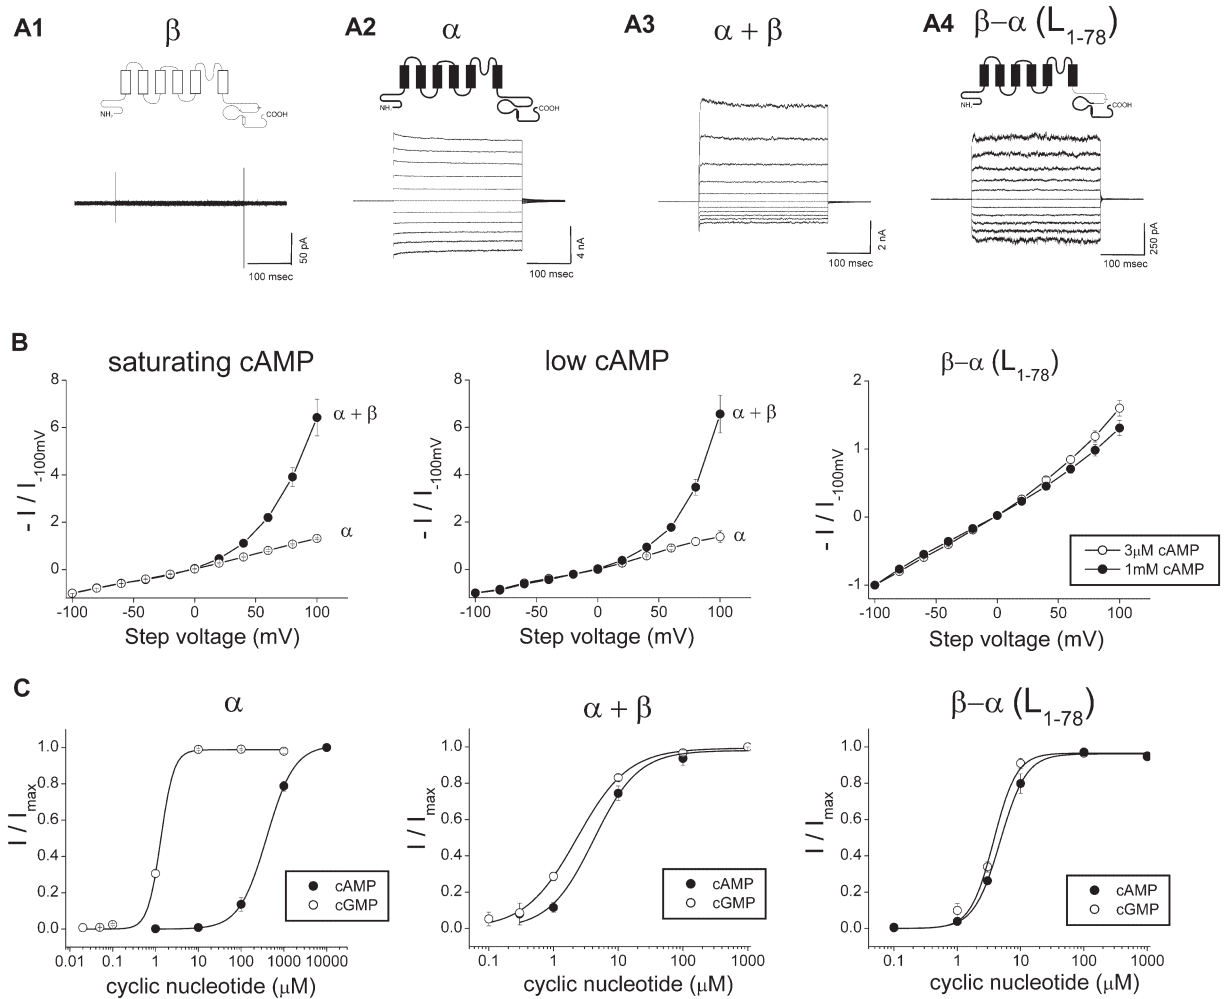 A1 β A2 α A3 α + β A4 β–α (L1-78)
NH2 COOH NH2 COOH NH2 COOH
50 pA 4 nA 2 nA 250 pA
100 msec 100 msec 100 msec 100 msec
B
saturating cAMP low cAMP β–α (L1-78)
8 8 2
α + β α + β
6 6
- I / I-100mV - I / I-100mV - I / I-100mV
4 4 1
2 2 0
α α
3µM cAMP
1mM cAMP
0 0 -1
-100 -50 0 50 100 -100 -50 0 50 100 -100 -50 0 50 100
Step voltage (mV) Step voltage (mV) Step voltage (mV)
C
α α + β β–α (L1-78)
1.0 1.0 1.0
0.8 0.8 0.8
I / Imax I / Imax I / Imax
0.6 0.6 0.6
0.4 0.4 0.4
cAMP cAMP cAMP
0.2 0.2 0.2
cGMP cGMP cGMP
0.0 0.0 0.0
0.01 0.1 1 10 100 1000 10000 0.1 1 10 100 1000 0.1 1 10 100 1000
cyclic nucleotide (µM) cyclic nucleotide (µM) cyclic nucleotide (µM)